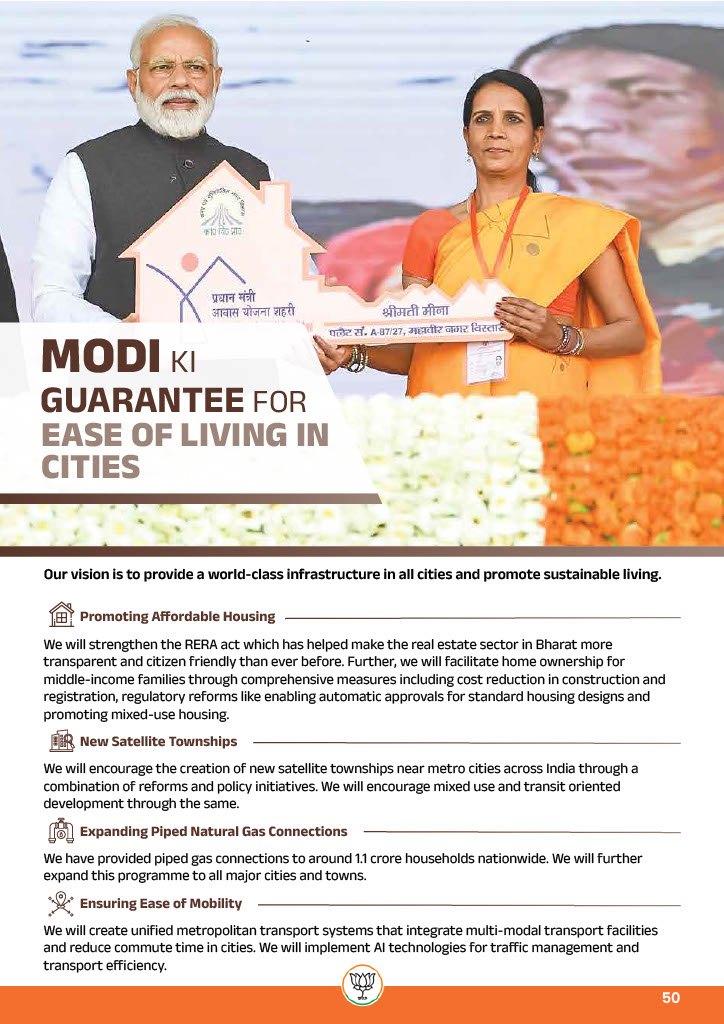 प्रधान मंत्री
आवास योजना शहरी
श्रीमती मीना
फ्लैट सं. A-97/27, महावीर नगर विस्तार
MODI KI
GUARANTEE FOR
EASE OF LIVING IN
CITIES
Our vision is to provide a world-class infrastructure in all cities and promote sustainable living.
Promoting Affordable Housing
We will strengthen the RERA act which has helped make the real estate sector in Bharat more
transparent and citizen friendly than ever before. Further, we will facilitate home ownership for
middle-income families through comprehensive measures including cost reduction in construction and
registration, regulatory reforms like enabling automatic approvals for standard housing designs and
promoting mixed-use housing.
New Satellite Townships
We will encourage the creation of new satellite townships near metro cities across India through a
combination of reforms and policy initiatives. We will encourage mixed use and transit oriented
development through the same.
Expanding Piped Natural Gas Connections
We have provided piped gas connections to around 1.1 crore households nationwide. We will further
expand this programme to all major cities and towns.
Ensuring Ease of Mobility
We will create unified metropolitan transport systems that integrate multi-modal transport facilities
and reduce commute time in cities. We will implement AI technologies for traffic management and
transport efficiency.
50